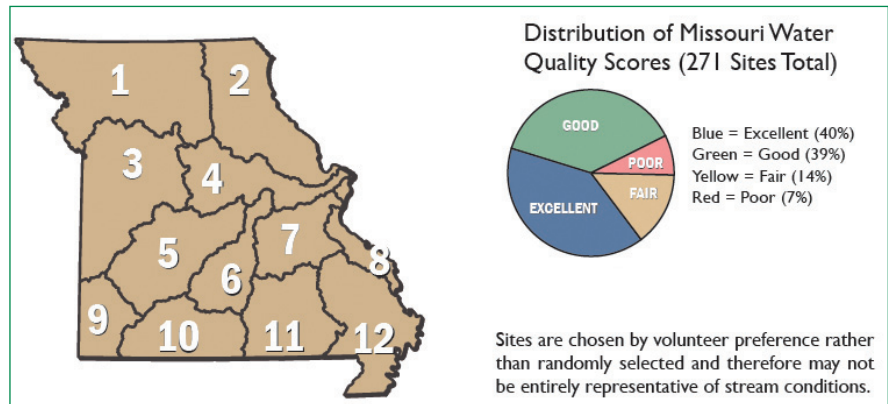 Distribution of Missouri Water
Quality Scores (271 Sites Total)
1
2
3
4
5
6
7
8
9
10
11
12
GOOD
POOR
FAIR
EXCELLENT
Blue = Excellent (40%)
Green = Good (39%)
Yellow = Fair (14%)
Red = Poor (7%)
Sites are chosen by volunteer preference rather
than randomly selected and therefore may not
be entirely representative of stream conditions.